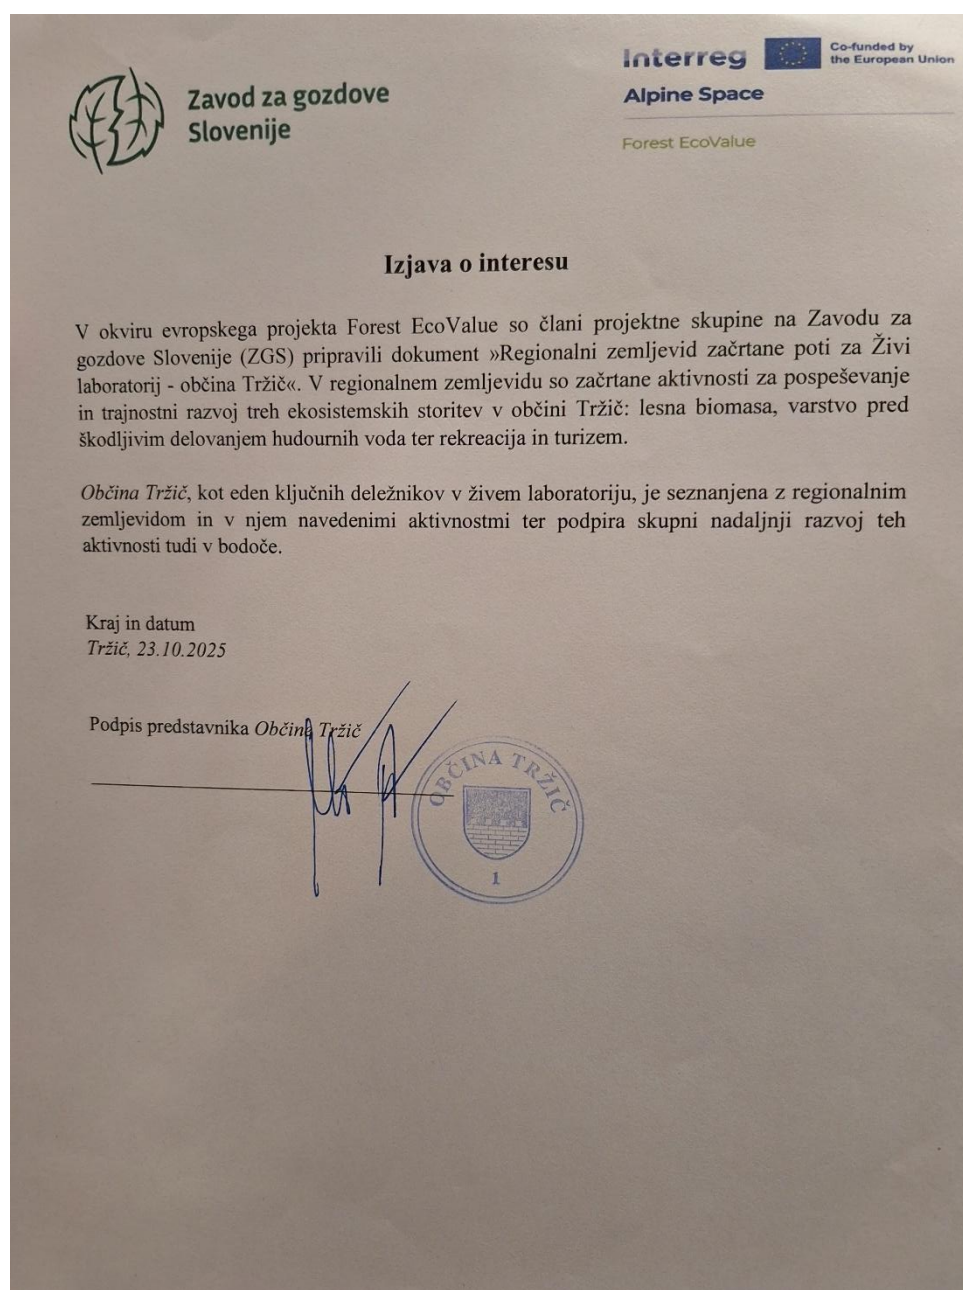 Zavod za gozdove
Slovenije
Interreg
Co-funded by
the European Union
Alpine Space
Forest EcoValue
Izjava o interesu
V okviru evropskega projekta Forest EcoValue so člani projektne skupine na Zavodu za
gozdove Slovenije (ZGS) pripravili dokument »Regionalni zemljevid začrtane poti za Živi
laboratorij - občina Tržič«. V regionalnem zemljevidu so začrtane aktivnosti za pospeševanje
in trajnostni razvoj treh ekosistemskih storitev v občini Tržič: lesna biomasa, varstvo pred
škodljivim delovanjem hudournih voda ter rekreacija in turizem.
Občina Tržič, kot eden ključnih deležnikov v živem laboratoriju, je seznanjena z regionalnim
zemljevidom in v njem navedenimi aktivnostmi ter podpira skupni nadaljnji razvoj teh
aktivnosti tudi v bodoče.
Kraj in datum
Tržič, 23.10.2025
Podpis predstavnika Občina Tržič
OBČINA TRŽIČ
1